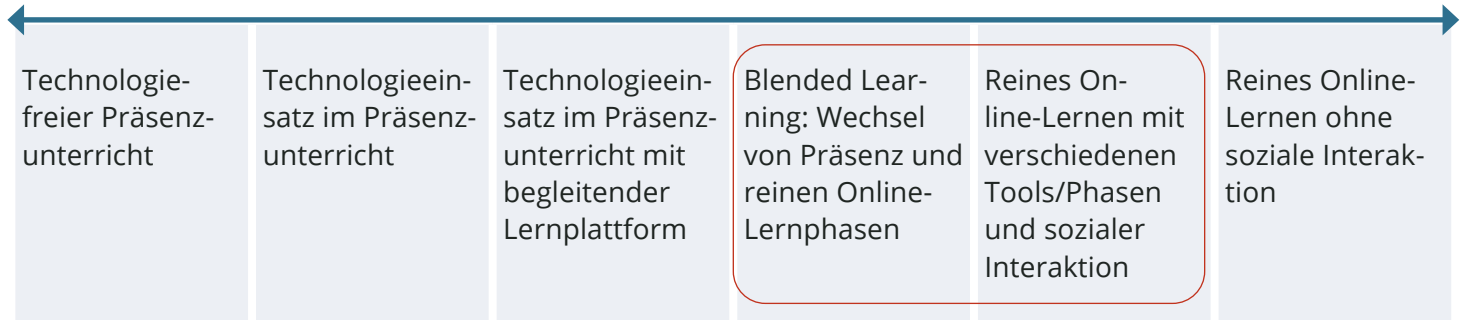 Technologie-
freier Präsenz-
unterricht
Technologieein-
satz im Präsenz-
unterricht
Technologieein-
satz im Präsenz-
unterricht mit
begleitender
Lernplattform
Blended Lear-
ning: Wechsel
von Präsenz und
reinen Online-
Lernphasen
Reines On-
line-Lernen mit
verschiedenen
Tools/Phasen
und sozialer
Interaktion
Reines Online-
Lernen ohne
soziale Interak-
tion